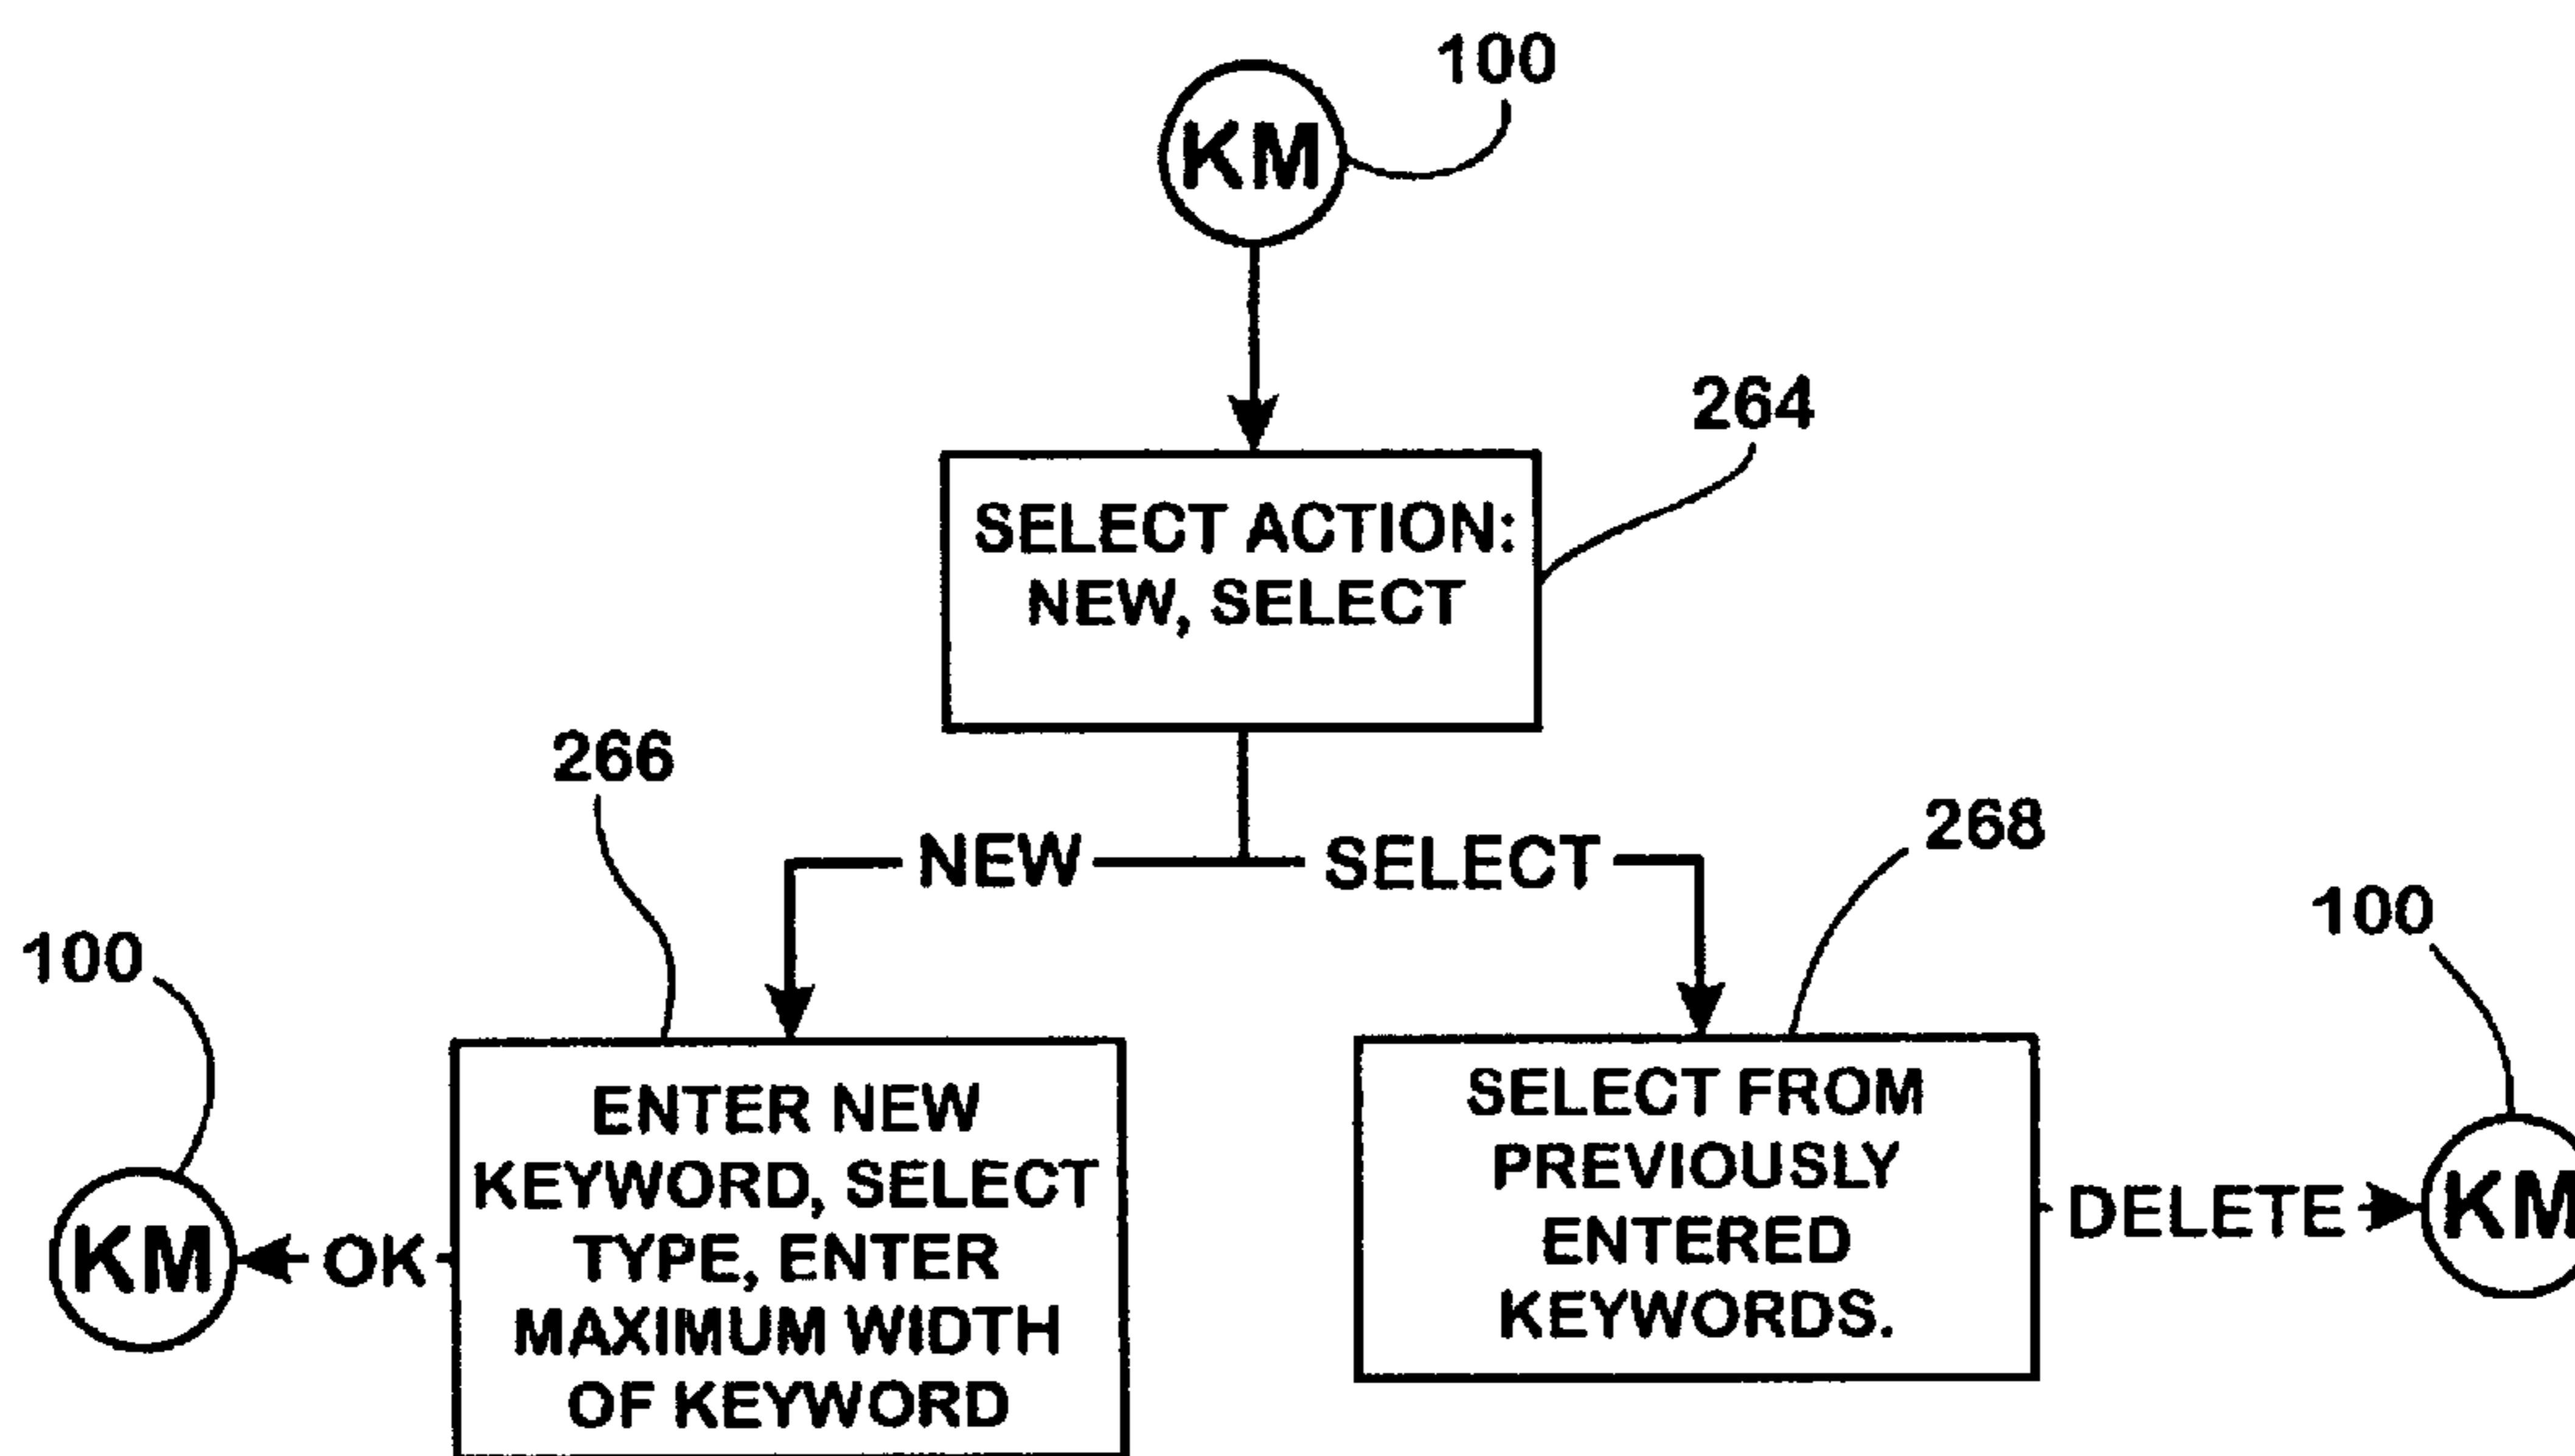 100
KM
264
SELECT ACTION:
NEW, SELECT
266
NEW
SELECT
268
100
100
ENTER NEW
KEYWORD, SELECT
TYPE, ENTER
MAXIMUM WIDTH
OF KEYWORD
OK
KM
SELECT FROM
PREVIOUSLY
ENTERED
KEYWORDS.
DELETE
KM